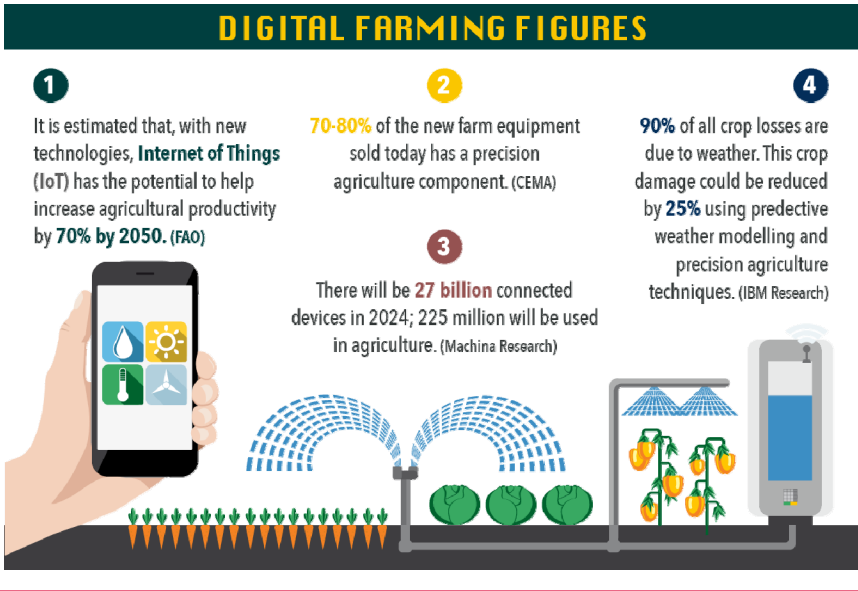 DIGITAL FARMING FIGURES
1
It is estimated that, with new
technologies, Internet of Things
(IoT) has the potential to help
increase agricultural productivity
by 70% by 2050. (FAO)
2
70-80% of the new farm equipment
sold today has a precision
agriculture component. (CEMA)
3
There will be 27 billion connected
devices in 2024; 225 million will be used
in agriculture. (Machina Research)
4
90% of all crop losses are
due to weather. This crop
damage could be reduced
by 25% using predective
weather modelling and
precision agriculture
techniques. (IBM Research)